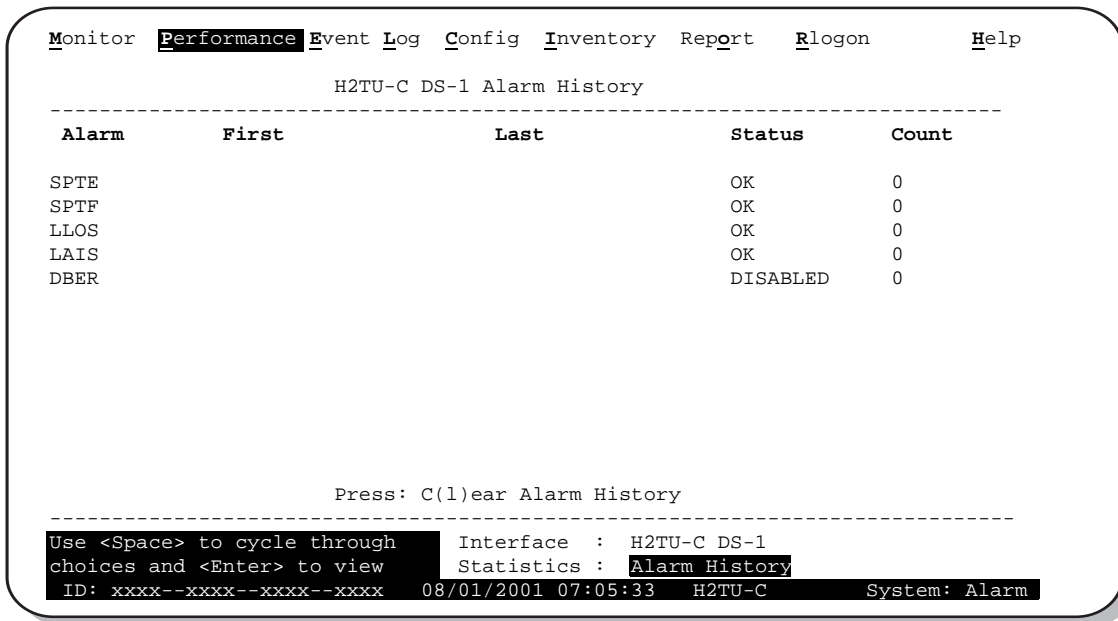 Monitor Performance Event Log Config Inventory Report Rlogon Help
H2TU-C DS-1 Alarm History
--------------------------------------------------------------------------------
Alarm First Last Status Count
SPTE OK 0
SPTF OK 0
LLOS OK 0
LAIS OK 0
DBER DISABLED 0
Press: C(l)ear Alarm History
--------------------------------------------------------------------------------
Use <Space> to cycle through Interface : H2TU-C DS-1
choices and <Enter> to view Statistics : Alarm History
ID: xxxx--xxxx--xxxx--xxxx 08/01/2001 07:05:33 H2TU-C System: Alarm